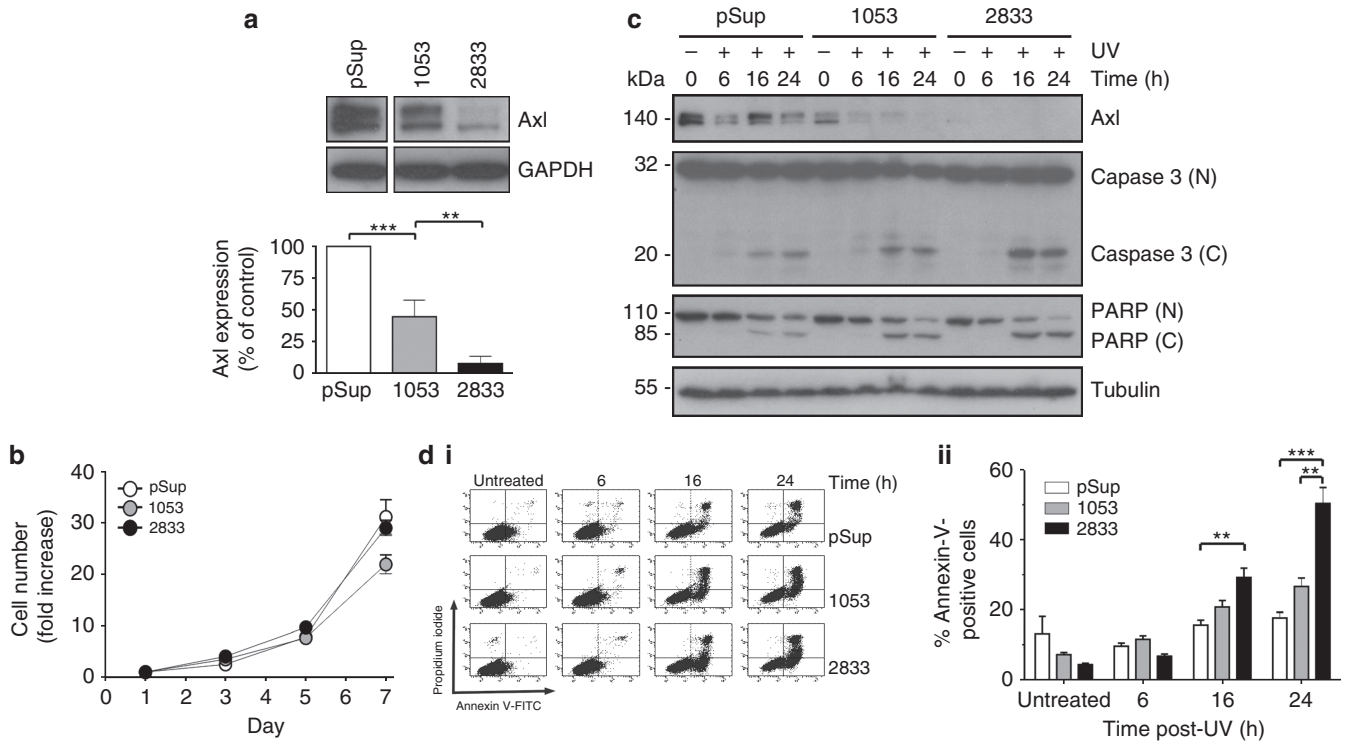 a
pSup
1053
2833
Axl
GAPDH
***
**
100
75
50
25
0
Axl expression
(% of control)
pSup 1053 2833
c
pSup 1053 2833
– + + + – + + + – + + + UV
kDa 0 6 16 24 0 6 16 24 0 6 16 24 Time (h)
140 - Axl
32 - Capase 3 (N)
20 - Caspase 3 (C)
110 - PARP (N)
85 - PARP (C)
55 - Tubulin
b
40
30
20
10
0
Cell number
(fold increase)
pSup
1053
2833
0 1 2 3 4 5 6 7
Day
d i
Untreated 6 16 24 Time (h)
pSup
1053
2833
Propidium iodide
Annexin V-FITC
ii
60
40
20
0
% Annexin-V-
positive cells
pSup
1053
2833
**
***
**
Untreated 6 16 24
Time post-UV (h)